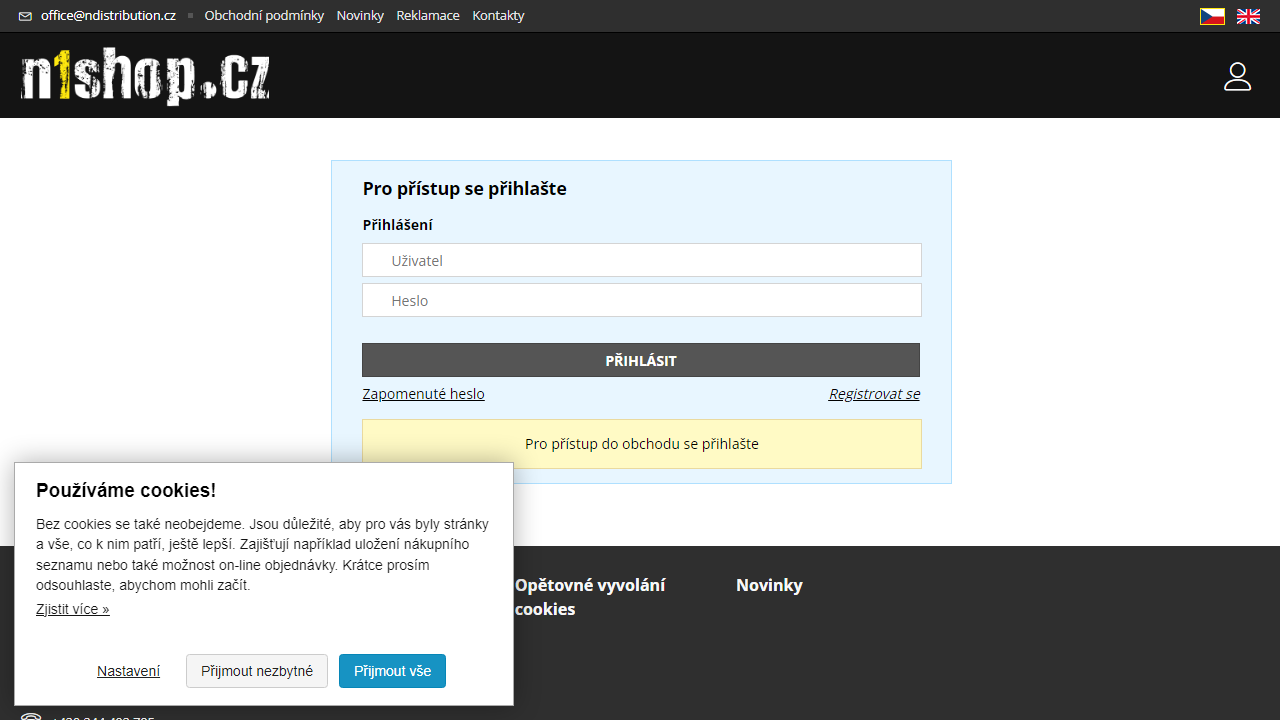 office@ndistribution.cz Obchodní podmínky Novinky Reklamace Kontakty
n1shop.cz
Pro přístup se přihlašte
Přihlášení
Uživatel
Heslo
PŘIHLÁSIT
Zapomenuté heslo Registrovat se
Pro přístup do obchodu se přihlašte
Používáme cookies!
Bez cookies se také neobejdeme. Jsou důležité, aby pro vás byly stránky
a vše, co k nim patří, ještě lepší. Zajišťují například uložení nákupního
seznamu nebo také možnost on-line objednávky. Krátce prosím
odsouhlaste, abychom mohli začít.
Zjistit více »
Nastavení Přijmout nezbytné Přijmout vše
Opětovné vyvolání
cookies
Novinky